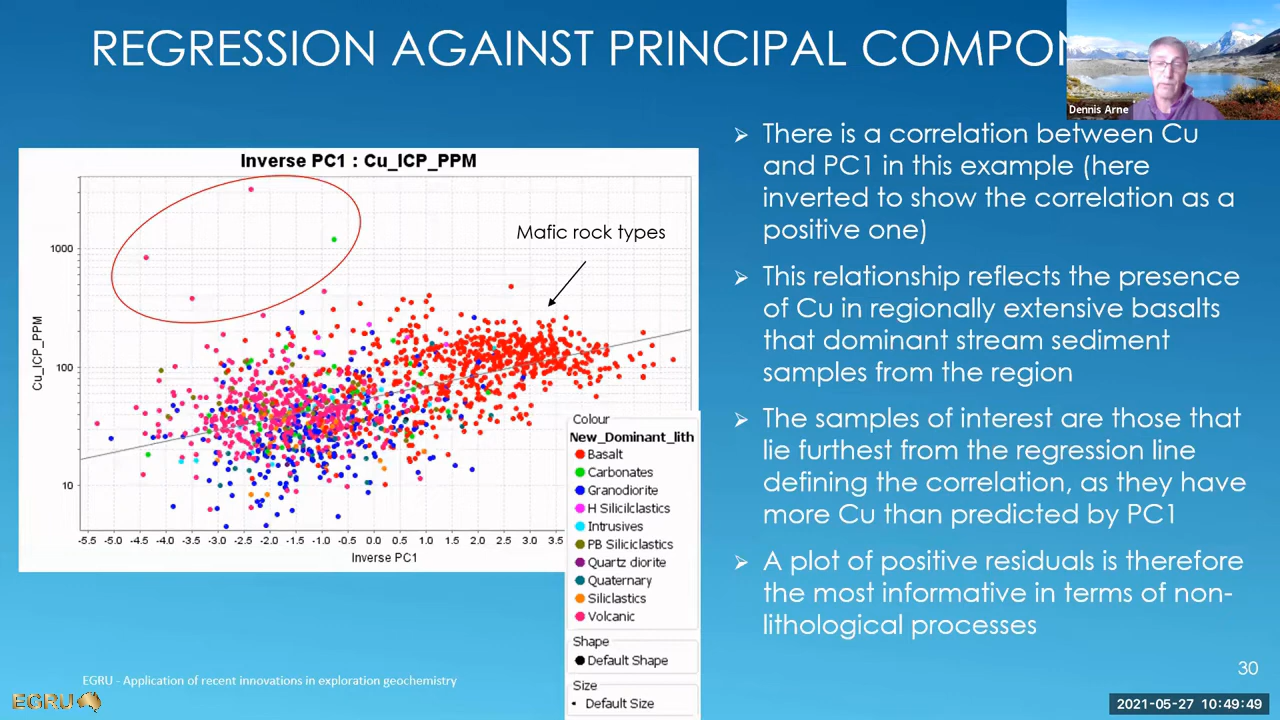 REGRESSION AGAINST PRINCIPAL COMPON
Dennis Arne
Inverse PC1 : Cu_ICP_PPM
Mafic rock types
1000
100
10
Cu_ICP_PPM
-5.5 -5.0 -4.5 -4.0 -3.5 -3.0 -2.5 -2.0 -1.5 -1.0 -0.5 0.0 0.5 1.0 1.5 2.0 2.5 3.0 3.5
Inverse PC1
Colour
New_Dominant_lith
Basalt
Carbonates
Granodiorite
H Silicilclastics
Intrusives
PB Siliciclastics
Quartz diorite
Quaternary
Siliclastics
Volcanic
Shape
Default Shape
Size
Default Size
➢ There is a correlation between Cu
and PC1 in this example (here
inverted to show the correlation as a
positive one)
➢ This relationship reflects the presence
of Cu in regionally extensive basalts
that dominant stream sediment
samples from the region
➢ The samples of interest are those that
lie furthest from the regression line
defining the correlation, as they have
more Cu than predicted by PC1
➢ A plot of positive residuals is therefore
the most informative in terms of non-
lithological processes
30
EGRU - Application of recent innovations in exploration geochemistry
EGRU
2021-05-27 10:49:49